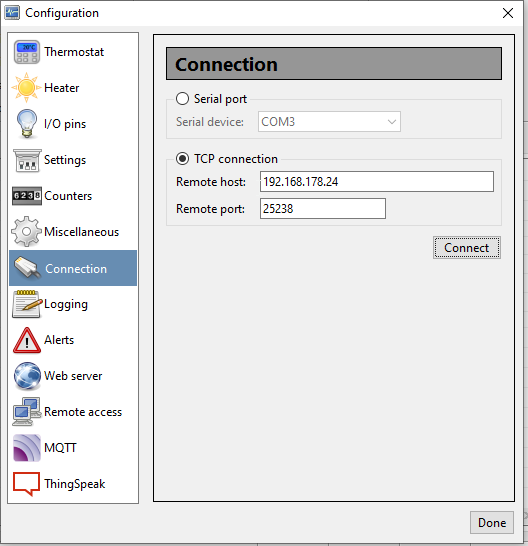 Configuration
Thermostat
Heater
I/O pins
Settings
6238 Counters
Miscellaneous
Connection
Logging
Alerts
Web server
Remote access
MQTT
ThingSpeak
Connection
Serial port
Serial device: COM3
TCP connection
Remote host: 192.168.178.24
Remote port: 25238
Connect
Done